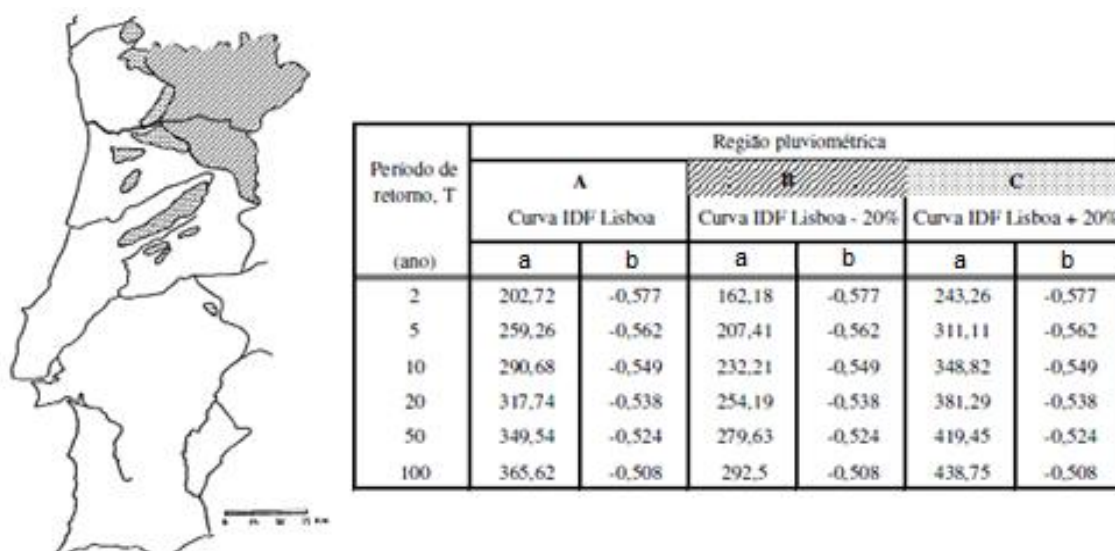 Região pluviométrica
Período de retorno, T
A
B
C
Curva IDF Lisboa
Curva IDF Lisboa - 20%
Curva IDF Lisboa + 20%
(ano)
a
b
a
b
a
b
2 202,72 -0,577 162,18 -0,577 243,26 -0,577
5 259,26 -0,562 207,41 -0,562 311,11 -0,562
10 290,68 -0,549 232,21 -0,549 348,82 -0,549
20 317,74 -0,538 254,19 -0,538 381,29 -0,538
50 349,54 -0,524 279,63 -0,524 419,45 -0,524
100 365,62 -0,508 292,5 -0,508 438,75 -0,508